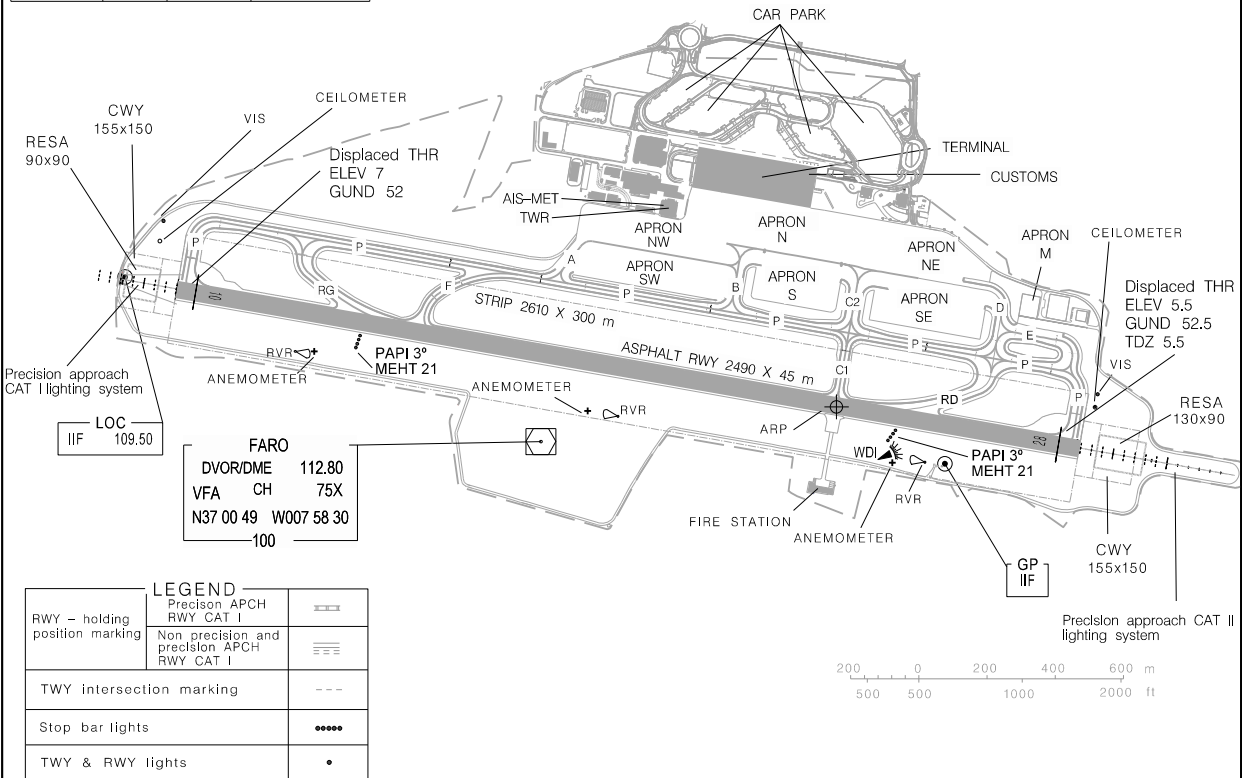 CAR PARK
CEILOMETER
CWY
155x150
VIS
RESA
90x90
Displaced THR
ELEV 7
GUND 52
TERMINAL
CUSTOMS
AIS-MET
TWR
APRON
NW
APRON
N
APRON
NE
APRON
M
CEILOMETER
P
P
A
APRON
SW
APRON
S
APRON
SE
B
C2
D
E
Displaced THR
ELEV 5.5
GUND 52.5
TDZ 5.5
VIS
RESA
130x90
10
RG
F
P
P
P
P
P
STRIP 2610 X 300 m
ASPHALT RWY 2490 X 45 m
C1
RD
28
RVR
ANEMOMETER
PAPI 3º
MEHT 21
Precision approach
CAT I lighting system
ANEMOMETER
RVR
ARP
WDI
PAPI 3º
MEHT 21
RVR
LOC
IIF 109.50
FARO
DVOR/DME 112.80
VFA CH 75X
N37 00 49 W007 58 30
100
FIRE STATION
ANEMOMETER
GP
IIF
CWY
155x150
Precision approach CAT II
lighting system
LEGEND
RWY - holding
position marking
Precison APCH
RWY CAT I
Non precision and
precision APCH
RWY CAT I
TWY intersection marking
Stop bar lights
TWY & RWY lights
200 0 200 400 600 m
500 500 1000 2000 ft